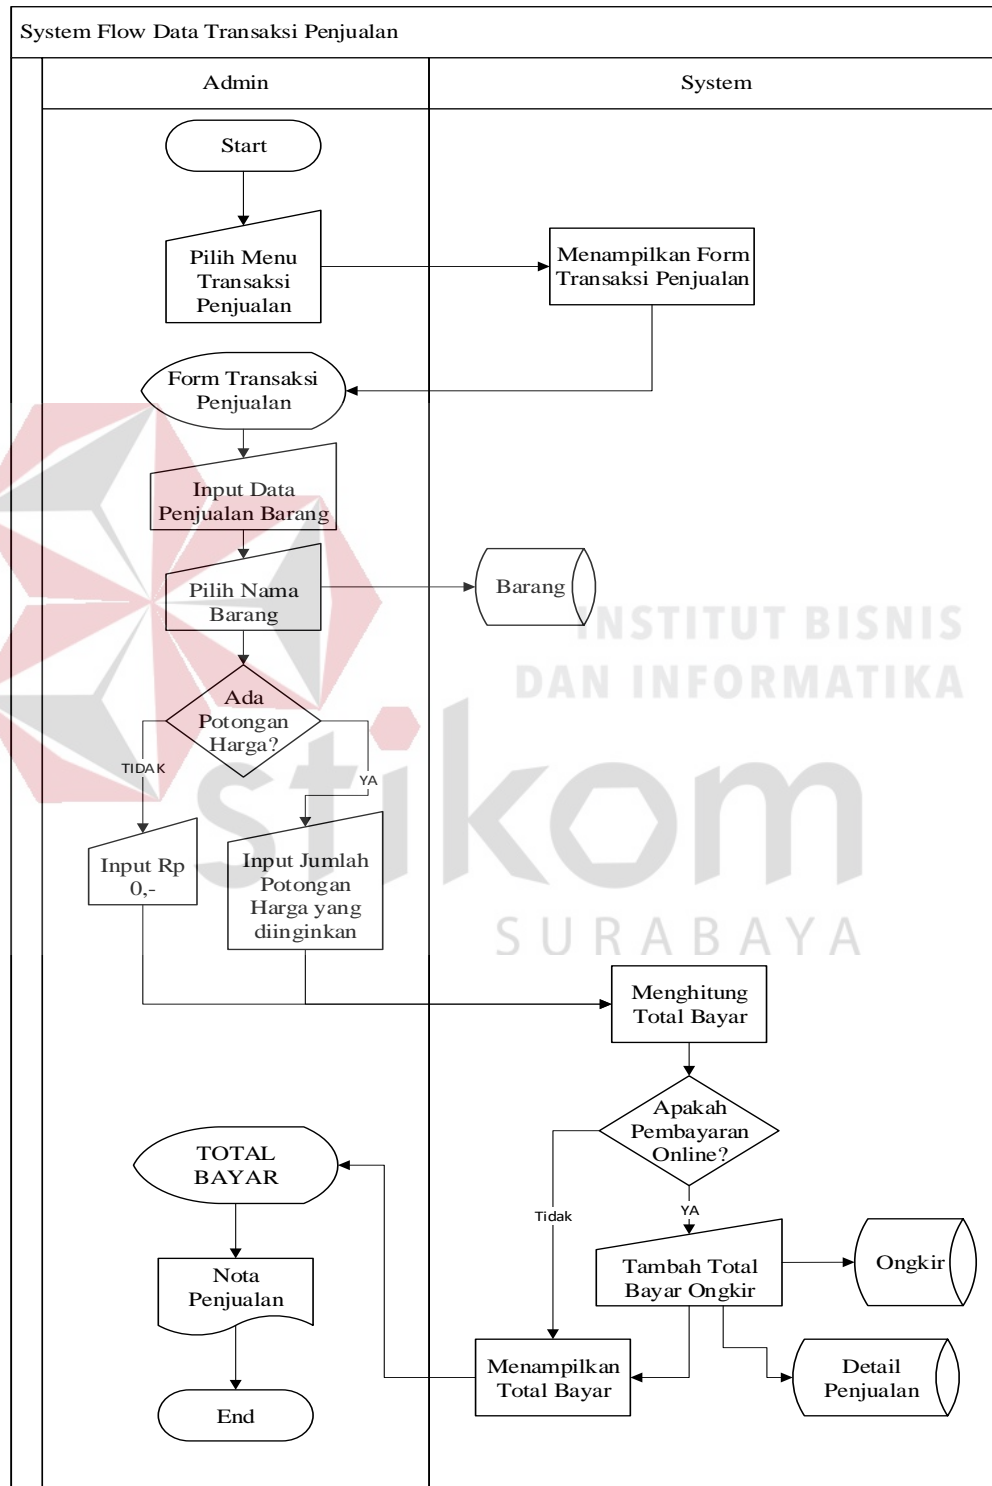 System Flow Data Transaksi Penjualan
Admin
System
Start
Pilih Menu
Transaksi
Penjualan
Menampilkan Form
Transaksi Penjualan
Form Transaksi
Penjualan
Input Data
Penjualan Barang
Pilih Nama
Barang
Barang
INSTITUT BISNIS
DAN INFORMATIKA
Ada
Potongan
Harga?
TIDAK
YA
stikom
Input Rp
0,-
Input Jumlah
Potongan
Harga yang
diinginkan
SURABAYA
Menghitung
Total Bayar
Apakah
Pembayaran
Online?
TOTAL
BAYAR
Tidak
YA
Tambah Total
Bayar Ongkir
Ongkir
Nota
Penjualan
Menampilkan
Total Bayar
Detail
Penjualan
End